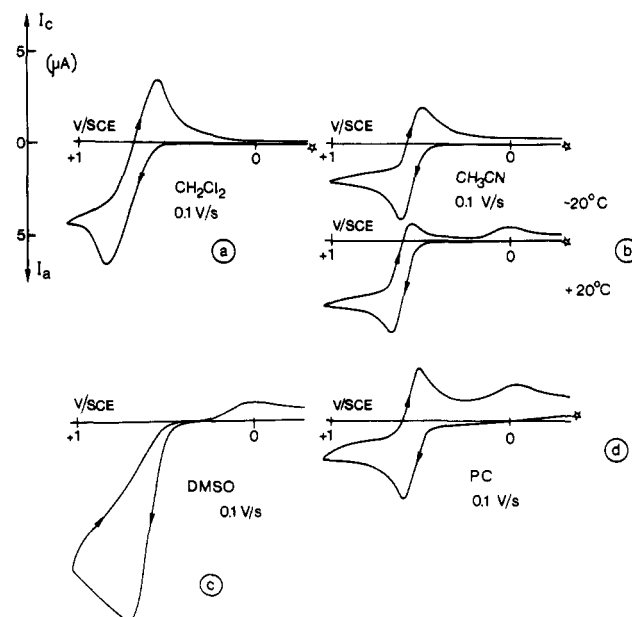 I_c
5
(μA)
0
5
I_a
V/SCE
+1
0
CH₂Cl₂
0.1 V/s
a
V/SCE
+1
0
CH₃CN
0.1 V/s
-20°C
V/SCE
+1
0
b
+20°C
V/SCE
+1
0
DMSO
0.1 V/s
c
V/SCE
+1
0
PC
0.1 V/s
d